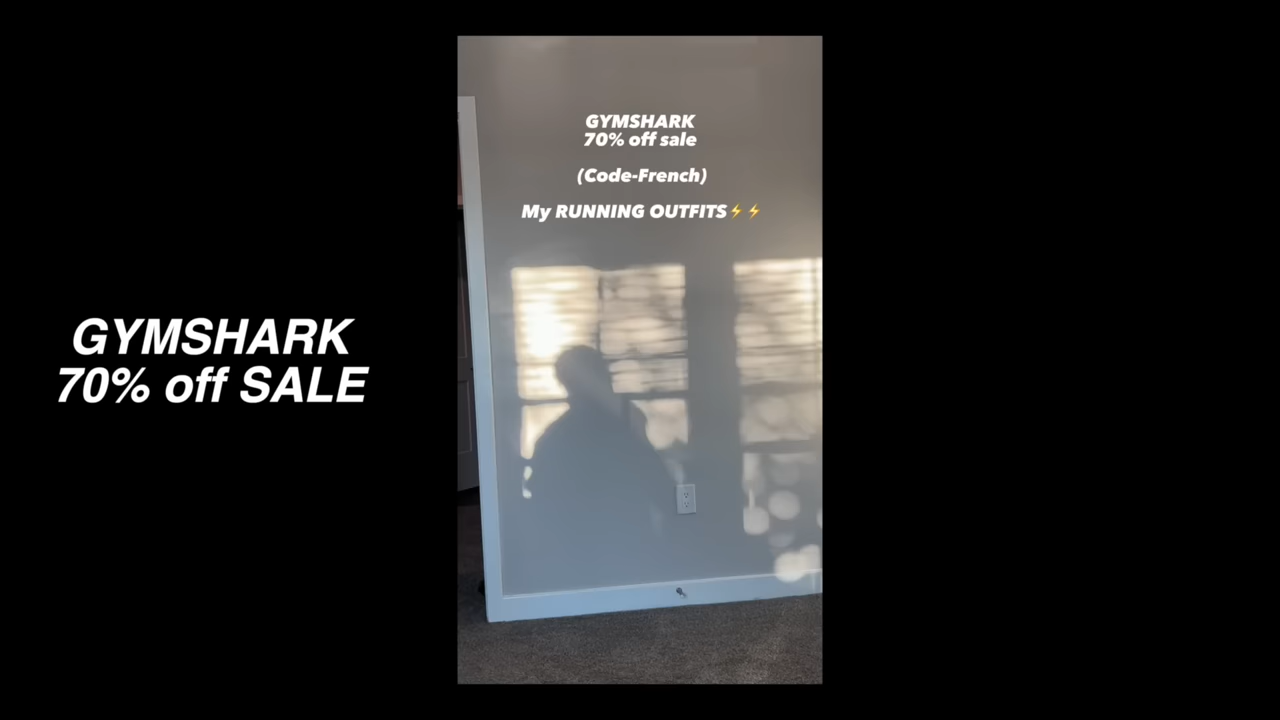 GYMSHARK
70% off SALE
GYMSHARK
70% off sale
(Code-French)
My RUNNING OUTFITS⚡⚡